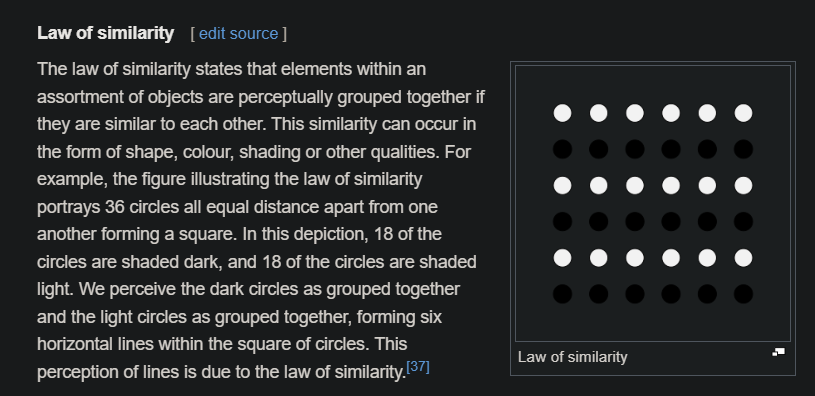 Law of similarity [ edit source ]
The law of similarity states that elements within an
assortment of objects are perceptually grouped together if
they are similar to each other. This similarity can occur in
the form of shape, colour, shading or other qualities. For
example, the figure illustrating the law of similarity
portrays 36 circles all equal distance apart from one
another forming a square. In this depiction, 18 of the
circles are shaded dark, and 18 of the circles are shaded
light. We perceive the dark circles as grouped together
and the light circles as grouped together, forming six
horizontal lines within the square of circles. This
perception of lines is due to the law of similarity.[37]
Law of similarity